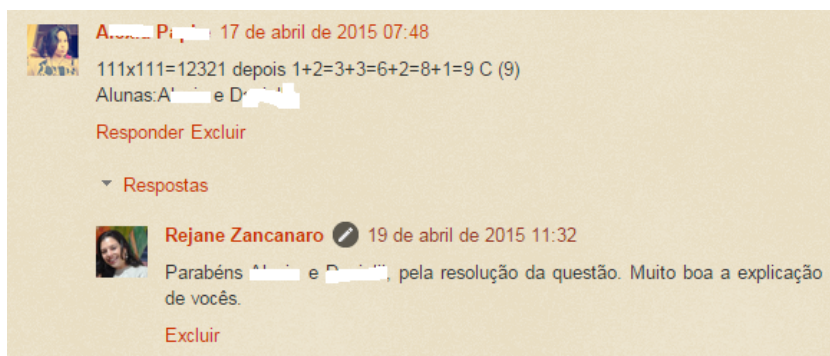 17 de abril de 2015 07:48
111x111=12321 depois 1+2=3+3=6+2=8+1=9 C (9)
Alunas: e
Responder Excluir
Respostas
Rejane Zancanaro 19 de abril de 2015 11:32
Parabéns e , pela resolução da questão. Muito boa a explicação
de vocês.
Excluir